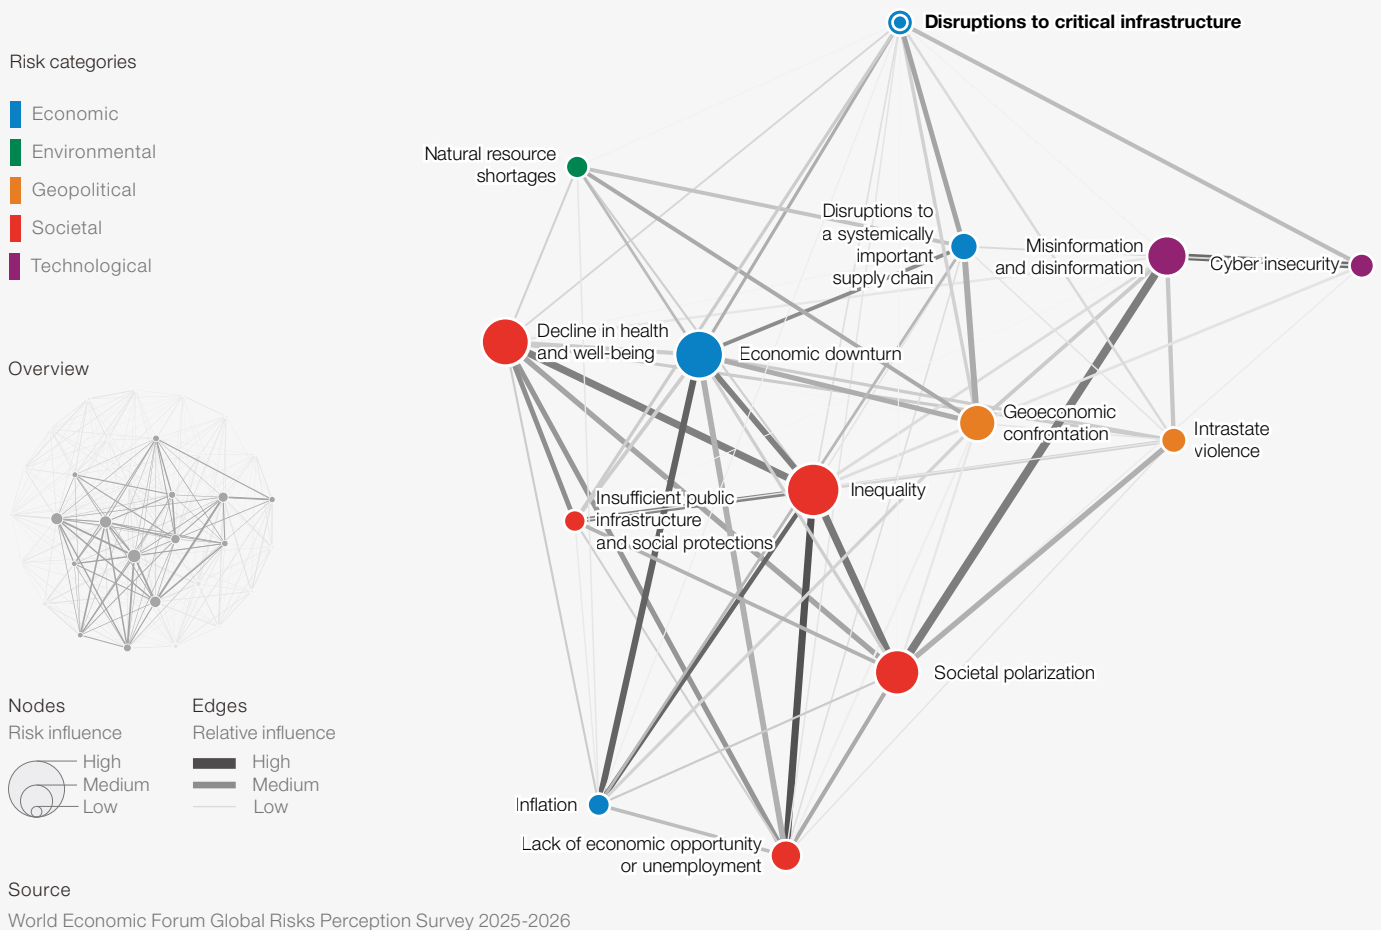 Disruptions to critical infrastructure
Risk categories
Economic
Environmental
Geopolitical
Societal
Technological
Natural resource
shortages
Disruptions to
a systemically
important
supply chain
Misinformation
and disinformation
Cyber insecurity
Decline in health
and well-being
Economic downturn
Overview
Geoeconomic
confrontation
Intrastate
violence
Inequality
Insufficient public
infrastructure
and social protections
Societal polarization
Nodes
Risk influence
High
Medium
Low
Edges
Relative influence
High
Medium
Low
Inflation
Lack of economic opportunity
or unemployment
Source
World Economic Forum Global Risks Perception Survey 2025-2026